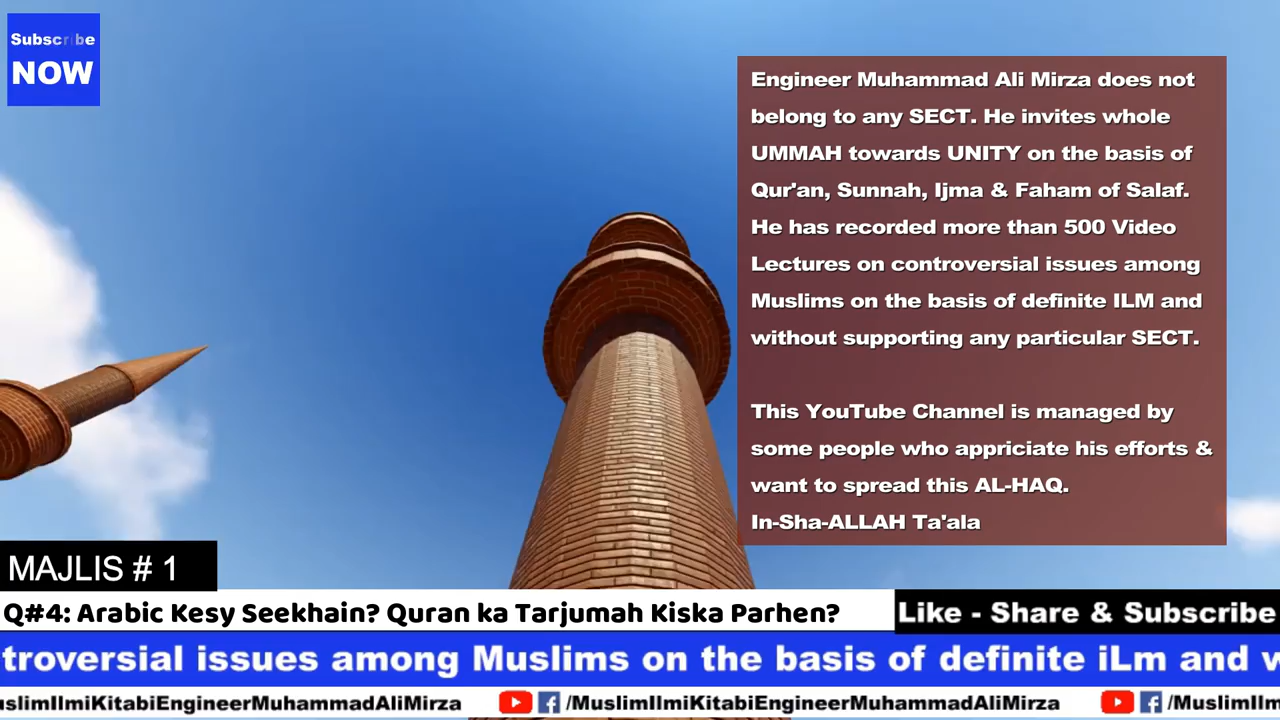 Subscribe
NOW
Engineer Muhammad Ali Mirza does not
belong to any SECT. He invites whole
UMMAH towards UNITY on the basis of
Qur'an, Sunnah, Ijma & Faham of Salaf.
He has recorded more than 500 Video
Lectures on controversial issues among
Muslims on the basis of definite ILM and
without supporting any particular SECT.
This YouTube Channel is managed by
some people who appriciate his efforts &
want to spread this AL-HAQ.
In-Sha-ALLAH Ta'ala
MAJLIS # 1
Q#4: Arabic Kesy Seekhain? Quran ka Tarjumah Kiska Parhen?
Like - Share & Subscribe
troversial issues among Muslims on the basis of definite iLm and w
uslimIlmiKitabiEngineerMuhammadAliMirza /MuslimIlmiKitabiEngineerMuhammadAliMirza /MuslimIlm